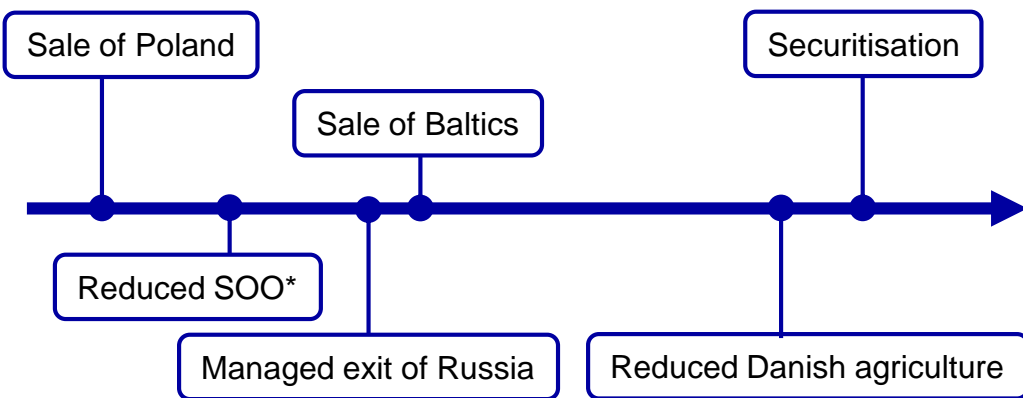 Sale of Poland
Securitisation
Sale of Baltics
Reduced SOO*
Managed exit of Russia
Reduced Danish agriculture